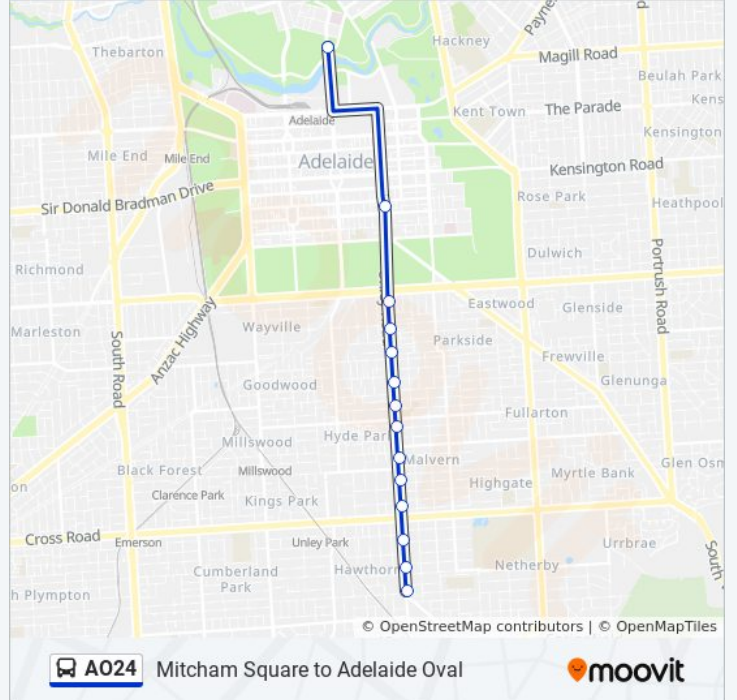 d
Payne
Hackney
Thebarton
Magill Road
Beulah Park
The Parade
Kens
Kent Town
Adelaide
Kensington
Mile End
Mile End
Adelaide
Kensington Road
Sir Donald Bradman Drive
Rose Park
Heathpool
Dulwich
Richmond
Portrush Road
Eastwood
Glenside
Anzac Highway
Marleston
South Road
Wayville
Parkside
Frewville
Goodwood
Glenunga
Fullarton
Hyde Par
Millswood
Malvern
Glen Osm
Black Forest
Millswood
Myrtle Bank
on
Highgate
Clarence Park
Kings Park
Cross Road
Emerson
Unley Park
Urrbrae
South
Netherby
Hawthor
Cumberland
Park
h Plympton
© OpenStreetMap contributors | © OpenMapTiles
AO24 Mitcham Square to Adelaide Oval
moovit